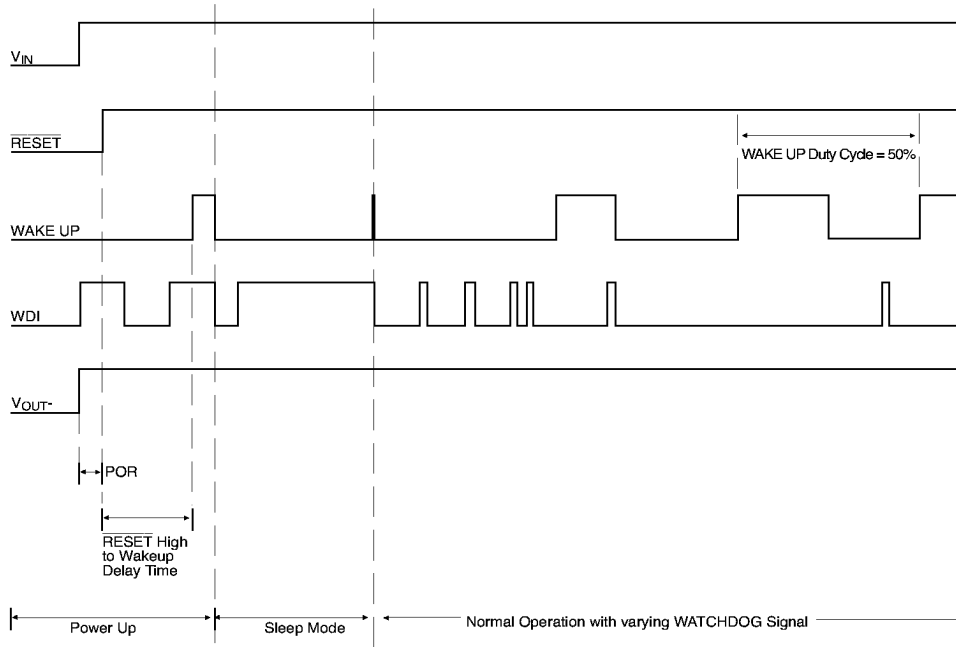 VIN
RESET
WAKE UP Duty Cycle = 50%
WAKE UP
WDI
VOUT-
POR
RESET High
to Wakeup
Delay Time
Power Up
Sleep Mode
Normal Operation with varying WATCHDOG Signal